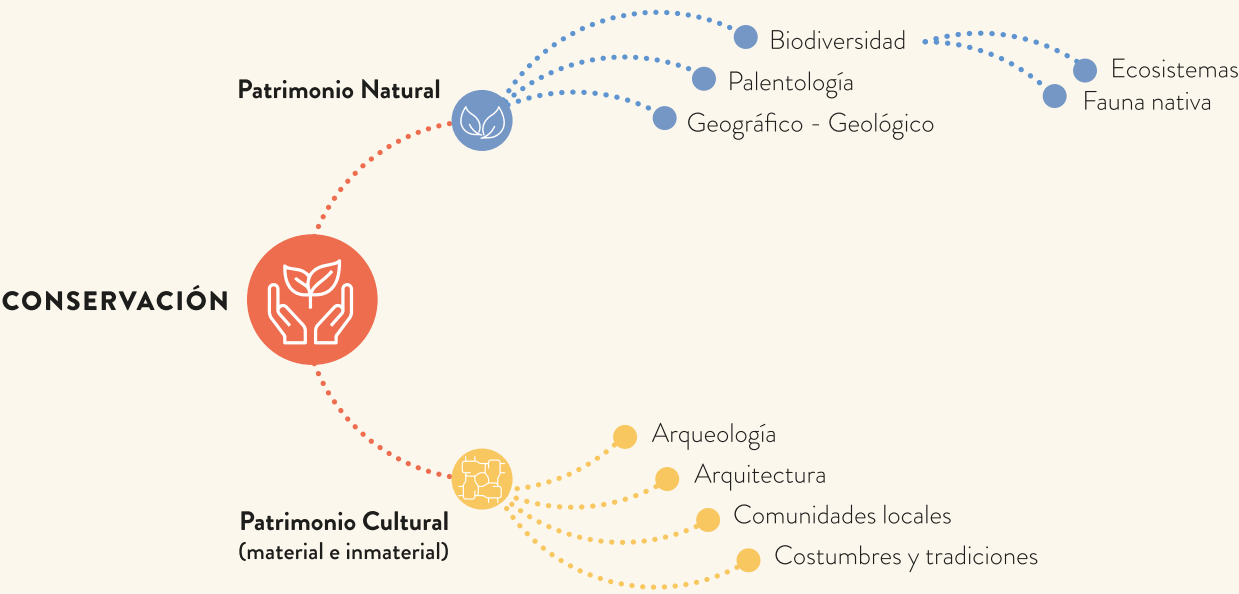 Biodiversidad
Ecosistemas
Fauna nativa
Patrimonio Natural
Palentología
Geográfico - Geológico
CONSERVACIÓN
Arqueología
Arquitectura
Patrimonio Cultural
(material e inmaterial)
Comunidades locales
Costumbres y tradiciones